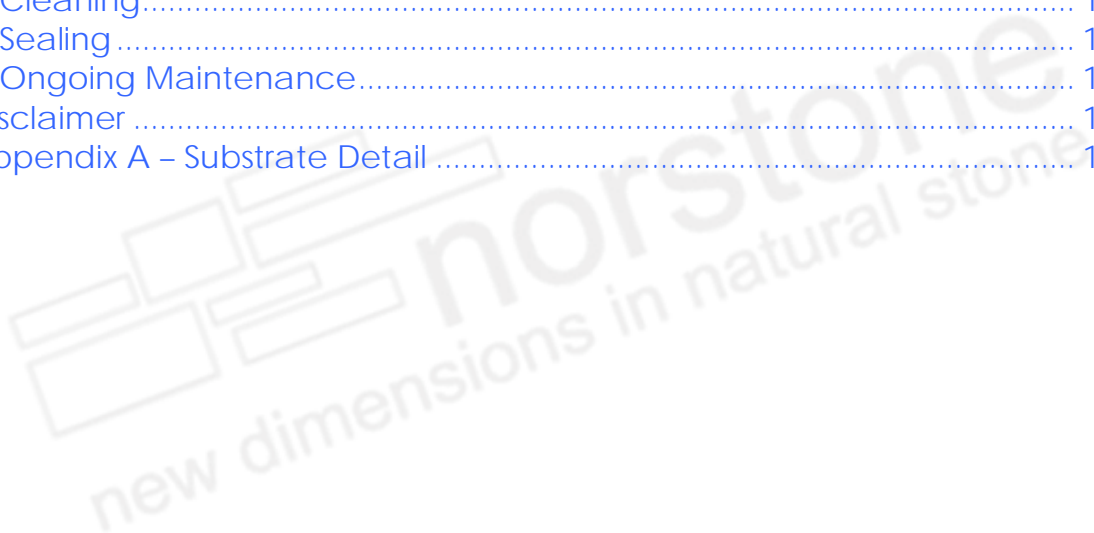 Cleaning.......................................................................................................... 1
Sealing ............................................................................................................. 1
Ongoing Maintenance.................................................................................. 1
sclaimer ........................................................................................................... 1
ppendix A – Substrate Detail ......................................................................... 1
norstone
new dimensions in natural stone